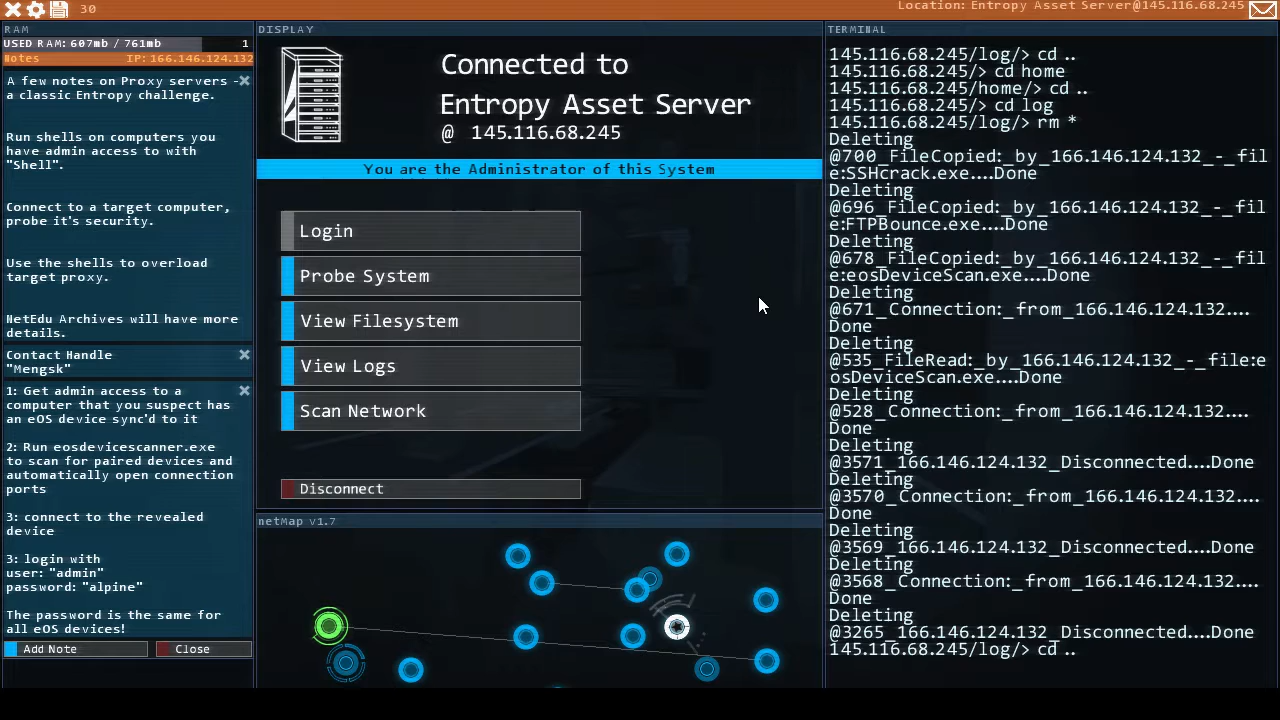 30
Location: Entropy Asset Server@145.116.68.245
RAM
USED RAM: 607mb / 761mb 1
Notes IP: 166.146.124.132
A few notes on Proxy servers -
a classic Entropy challenge.
Run shells on computers you
have admin access to with
"Shell".
Connect to a target computer,
probe it's security.
Use the shells to overload
target proxy.
NetEdu Archives will have more
details.
Contact Handle
"Mengsk"
1: Get admin access to a
computer that you suspect has
an eOS device sync'd to it
2: Run eosdevicescanner.exe
to scan for paired devices and
automatically open connection
ports
3: connect to the revealed
device
3: login with
user: "admin"
password: "alpine"
The password is the same for
all eOS devices!
Add Note
Close
DISPLAY
Connected to
Entropy Asset Server
@ 145.116.68.245
You are the Administrator of this System
Login
Probe System
View Filesystem
View Logs
Scan Network
Disconnect
netMap v1.7
TERMINAL
145.116.68.245/log/> cd ..
145.116.68.245/> cd home
145.116.68.245/home/> cd ..
145.116.68.245/> cd log
145.116.68.245/log/> rm *
Deleting
@700_FileCopied:_by_166.146.124.132_-_fil
e:SSHcrack.exe....Done
Deleting
@696_FileCopied:_by_166.146.124.132_-_fil
e:FTPBounce.exe....Done
Deleting
@678_FileCopied:_by_166.146.124.132_-_fil
e:eosDeviceScan.exe....Done
Deleting
@671_Connection:_from_166.146.124.132....
Done
Deleting
@535_FileRead:_by_166.146.124.132_-_file:e
osDeviceScan.exe....Done
Deleting
@528_Connection:_from_166.146.124.132....
Done
Deleting
@3571_166.146.124.132_Disconnected....Done
Deleting
@3570_Connection:_from_166.146.124.132....
Done
Deleting
@3569_166.146.124.132_Disconnected....Done
Deleting
@3568_Connection:_from_166.146.124.132....
Done
Deleting
@3265_166.146.124.132_Disconnected....Done
145.116.68.245/log/> cd ..